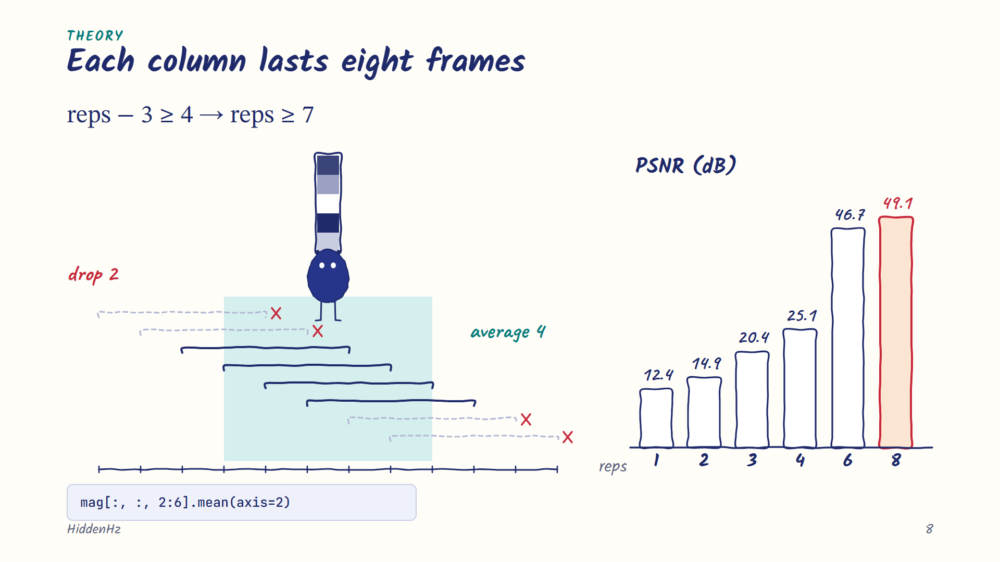 THEORY
Each column lasts eight frames
reps − 3 ≥ 4 → reps ≥ 7
drop 2
average 4
mag[:, :, 2:6].mean(axis=2)
PSNR (dB)
12.4
14.9
20.4
25.1
46.7
49.1
reps 1 2 3 4 6 8
HiddenHz
8